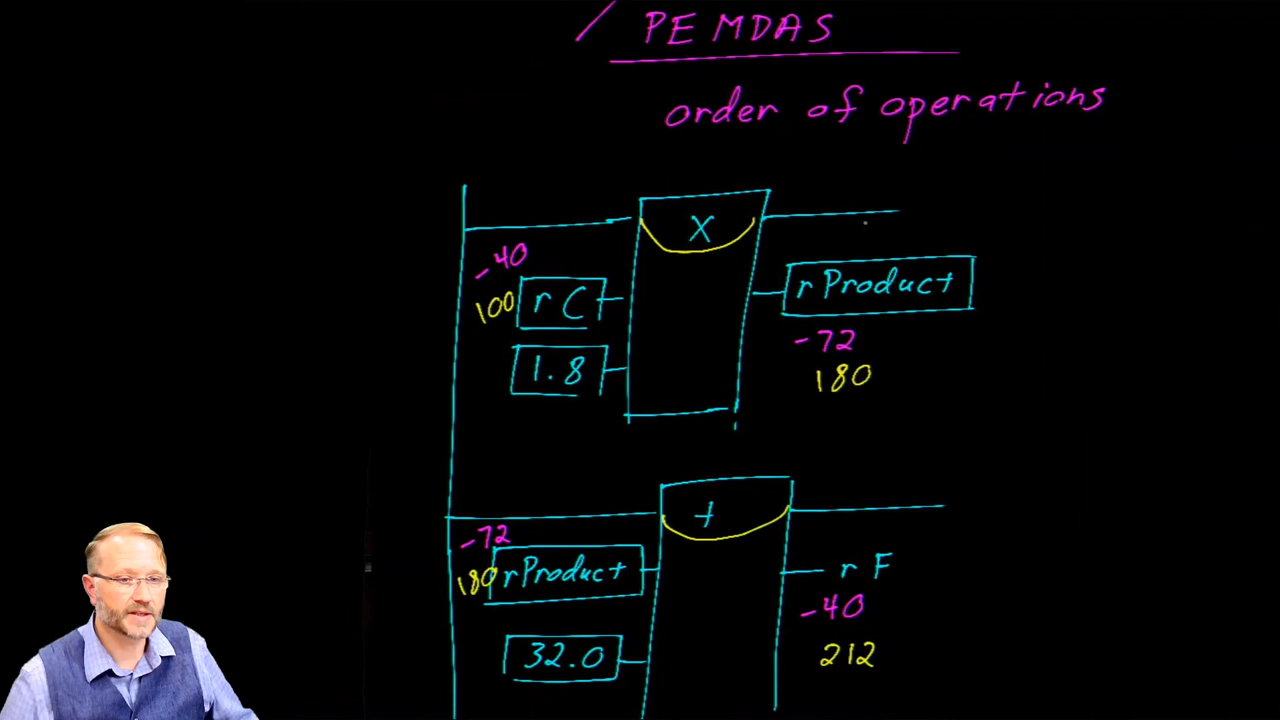 PEMDAS
order of operations
X
-40
100 rC
rProduct
1.8
-72
180
+
-72
180 rProduct
rF
-40
32.0
212